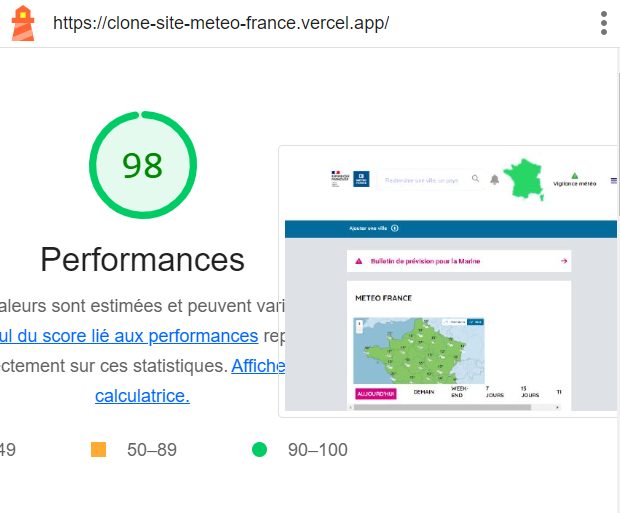 https://clone-site-meteo-france.vercel.app/
98
Performances
aleurs sont estimées et peuvent vari
ul du score lié aux performances rep
ectement sur ces statistiques. Affiche
calculatrice.
49
50–89
90–100
Rechercher une ville, un pays
Vigilance météo
Ajouter une ville
Bulletin de prévision pour la Marine
METEO FRANCE
AUJOURD'HUI
DEMAIN
WEEK-
END
7
JOURS
15
JOURS